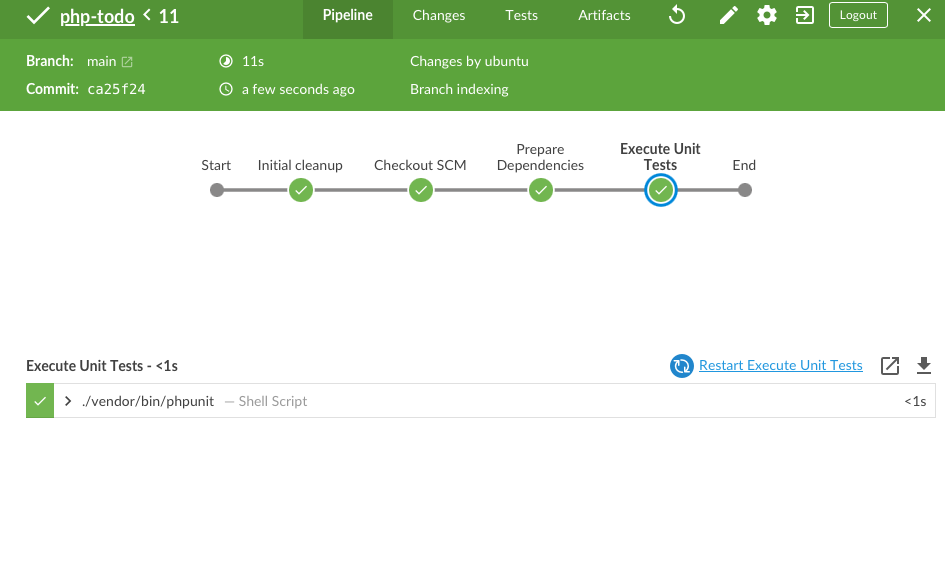 php-todo < 11
Pipeline
Changes
Tests
Artifacts
Logout
Branch: main
11s
Changes by ubuntu
Commit: ca25f24
a few seconds ago
Branch indexing
Start
Initial cleanup
Checkout SCM
Prepare
Dependencies
Execute Unit
Tests
End
Execute Unit Tests - <1s
Restart Execute Unit Tests
./vendor/bin/phpunit — Shell Script
<1s